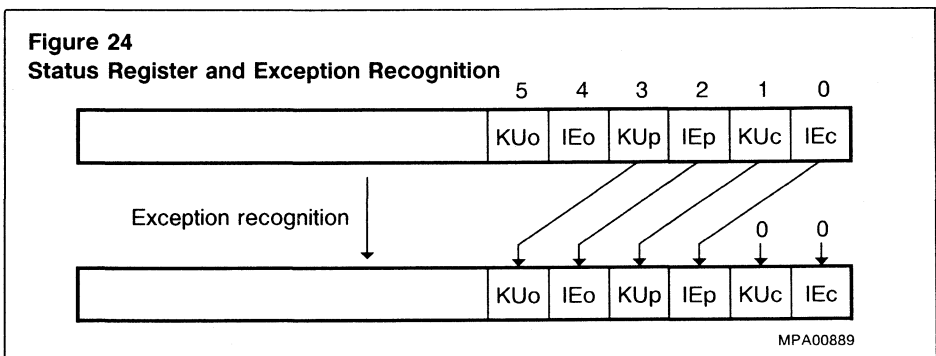 Figure 24
Status Register and Exception Recognition
5 4 3 2 1 0
KUo IEo KUp IEp KUc IEc
Exception recognition
0 0
KUo IEo KUp IEp KUc IEc
MPA00889